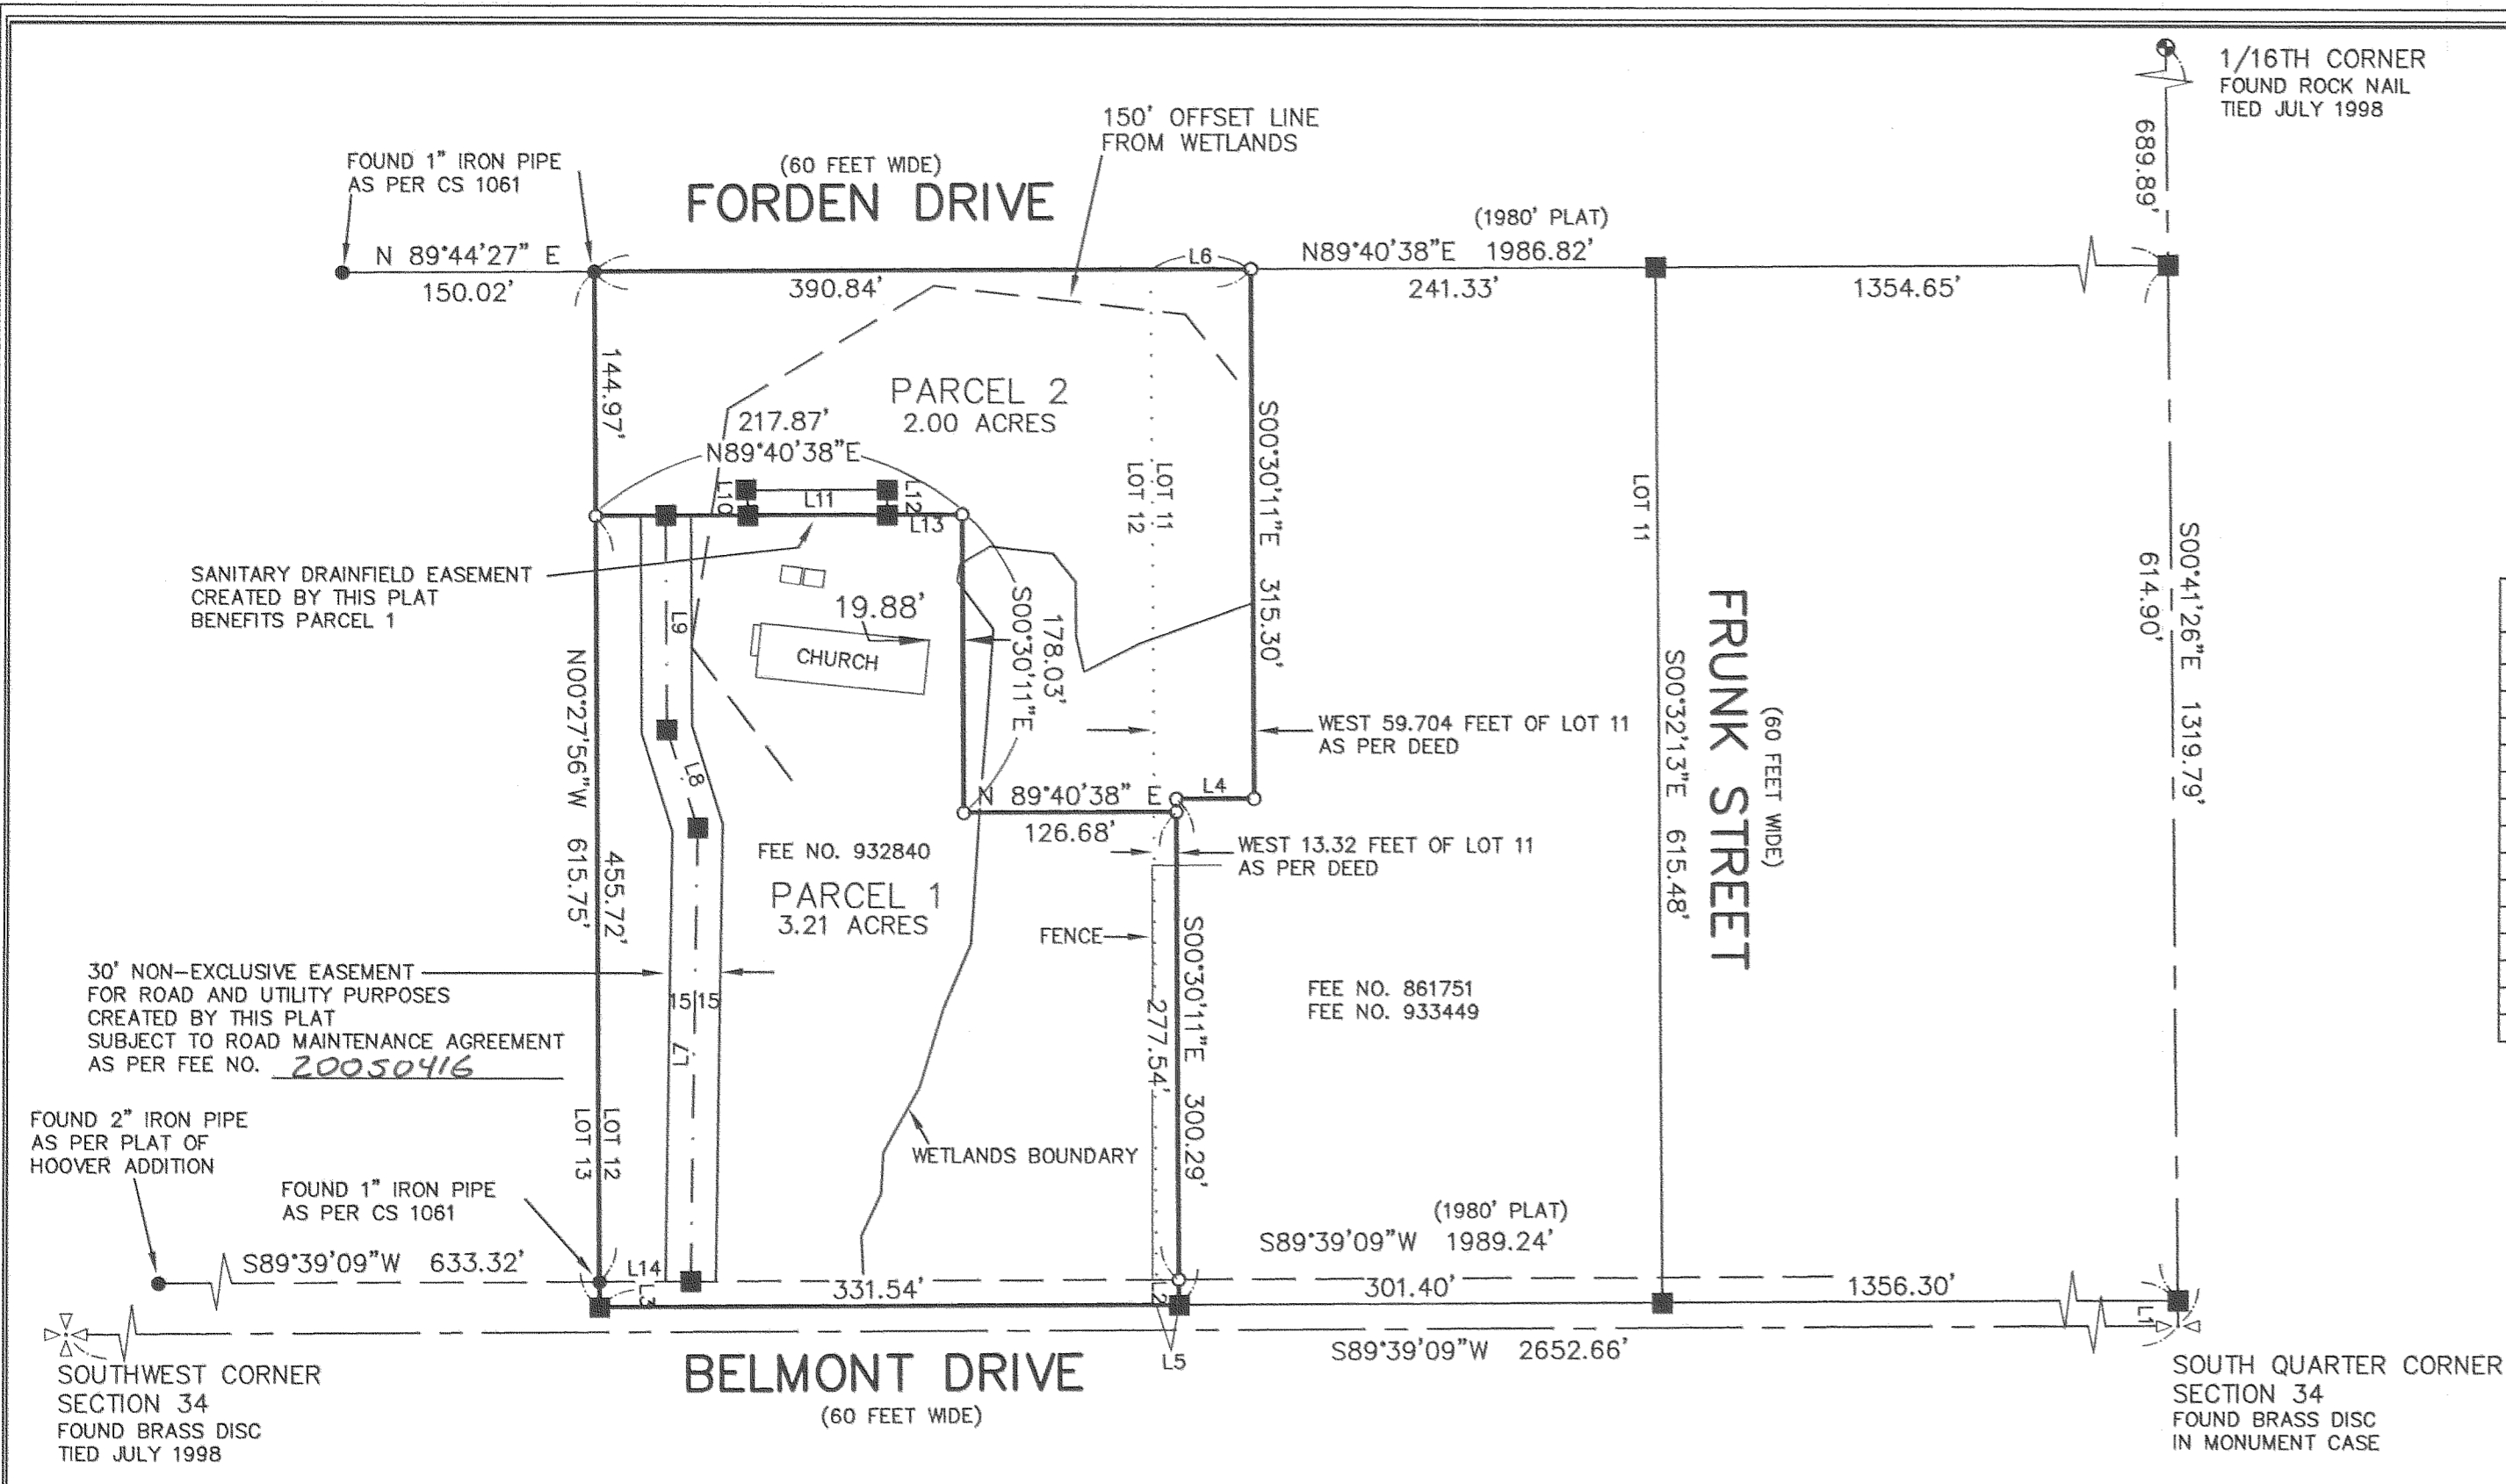 1/16TH CORNER
FOUND ROCK NAIL
TIED JULY 1998
689.89'
150' OFFSET LINE
FROM WETLANDS
FOUND 1" IRON PIPE
AS PER CS 1061
(60 FEET WIDE)
FORDEN DRIVE
(1980' PLAT)
N 89°44'27" E
150.02'
390.84'
L6
N89°40'38"E 1986.82'
241.33'
1354.65'
144.97'
PARCEL 2
2.00 ACRES
217.87'
N89°40'38"E
L10
L11
L12
L13
LOT 11
LOT 12
S00°30'11"E 315.30'
LOT 11
S00°41'26"E 1319.79'
614.90'
SANITARY DRAINFIELD EASEMENT
CREATED BY THIS PLAT
BENEFITS PARCEL 1
L9
19.88'
CHURCH
178.03'
S00°30'11"E
FRUNK STREET
(60 FEET WIDE)
S00°32'13"E 615.48'
N00°27'56"W 615.75'
455.72'
WEST 59.704 FEET OF LOT 11
AS PER DEED
L8
L4
N 89°40'38" E
126.68'
WEST 13.32 FEET OF LOT 11
AS PER DEED
FEE NO. 932840
PARCEL 1
3.21 ACRES
FENCE
S00°30'11"E 300.29'
277.54'
FEE NO. 861751
FEE NO. 933449
30' NON-EXCLUSIVE EASEMENT
FOR ROAD AND UTILITY PURPOSES
CREATED BY THIS PLAT
SUBJECT TO ROAD MAINTENANCE AGREEMENT
AS PER FEE NO. 20050416
15 15
L7
LOT 12
LOT 13
WETLANDS BOUNDARY
FOUND 2" IRON PIPE
AS PER PLAT OF
HOOVER ADDITION
FOUND 1" IRON PIPE
AS PER CS 1061
(1980' PLAT)
S89°39'09"W 633.32'
L14
L3
331.54'
L2
S89°39'09"W 1989.24'
301.40'
1356.30'
L1
L5
S89°39'09"W 2652.66'
BELMONT DRIVE
(60 FEET WIDE)
SOUTHWEST CORNER
SECTION 34
FOUND BRASS DISC
TIED JULY 1998
SOUTH QUARTER CORNER
SECTION 34
FOUND BRASS DISC
IN MONUMENT CASE